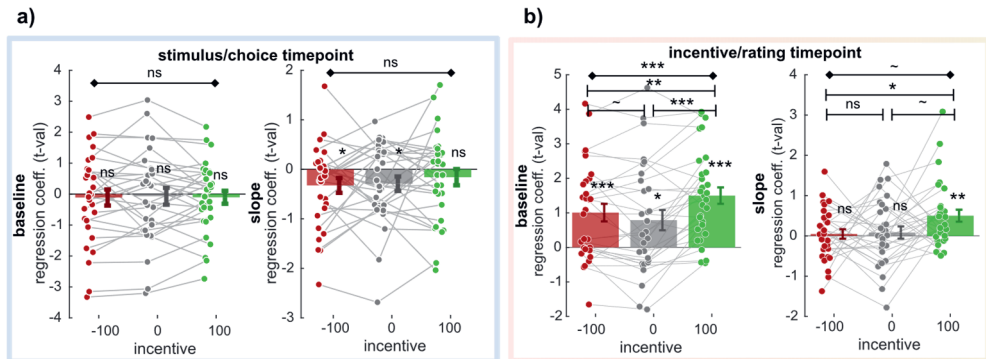 a)
stimulus/choice timepoint
baseline
regression coeff. (t-val)
4
3
2
1
0
-1
-2
-3
-4
ns
ns
ns
ns
-100
0
100
incentive
slope
regression coeff. (t-val)
2
1
0
-1
-2
-3
ns
*
*
ns
-100
0
100
incentive
b)
incentive/rating timepoint
baseline
regression coeff. (t-val)
5
4
3
2
1
0
-1
-2
***
**
~
***
***
*
***
-100
0
100
incentive
slope
regression coeff. (t-val)
4
3
2
1
0
-1
-2
~
*
ns
~
ns
ns
**
-100
0
100
incentive